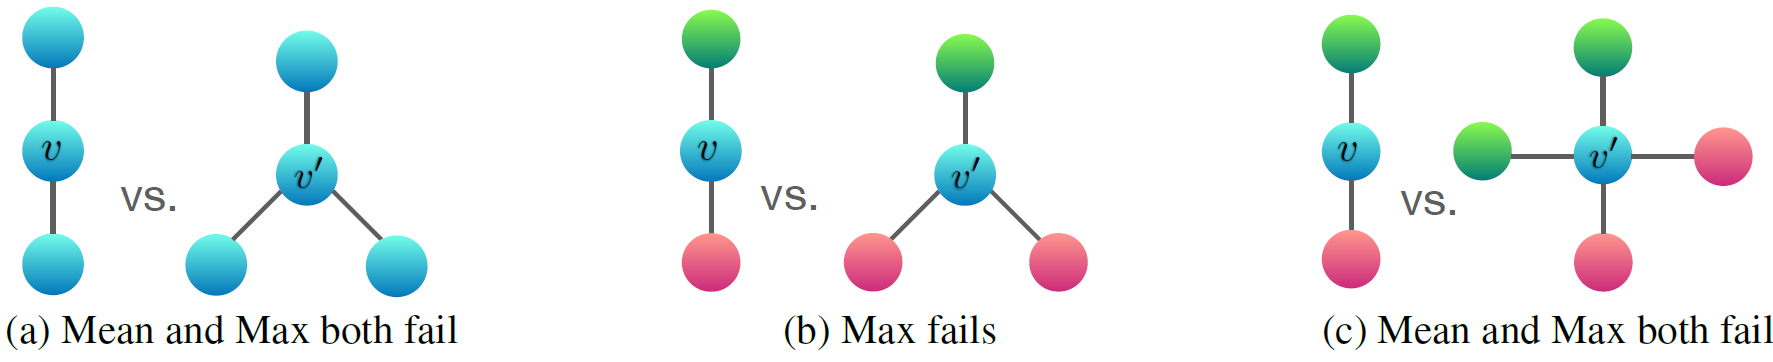 v vs. v′
v vs. v′
v vs. v′
(a) Mean and Max both fail
(b) Max fails
(c) Mean and Max both fail